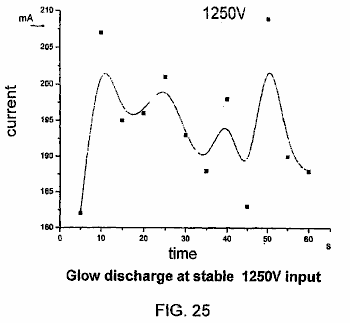 1250V
mA
210
205
200
195
190
185
180
current
0 10 20 30 40 50 60 s
time
Glow discharge at stable 1250V input
FIG. 25